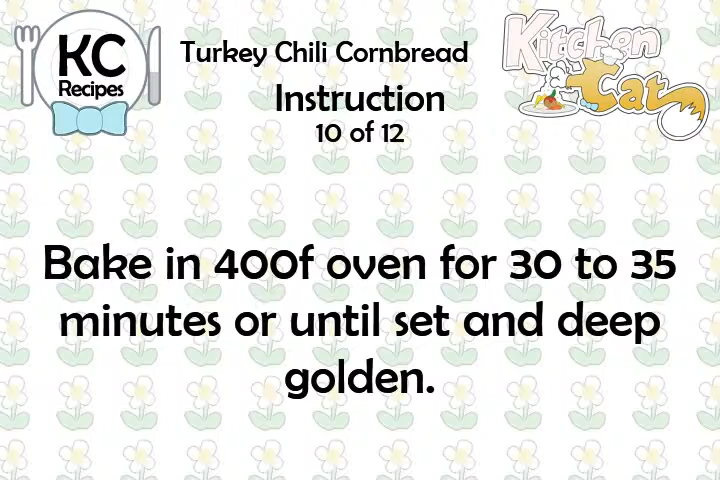 KC
Recipes
Turkey Chili Cornbread
Kitchen
Cat
Instruction
10 of 12
Bake in 400f oven for 30 to 35
minutes or until set and deep
golden.